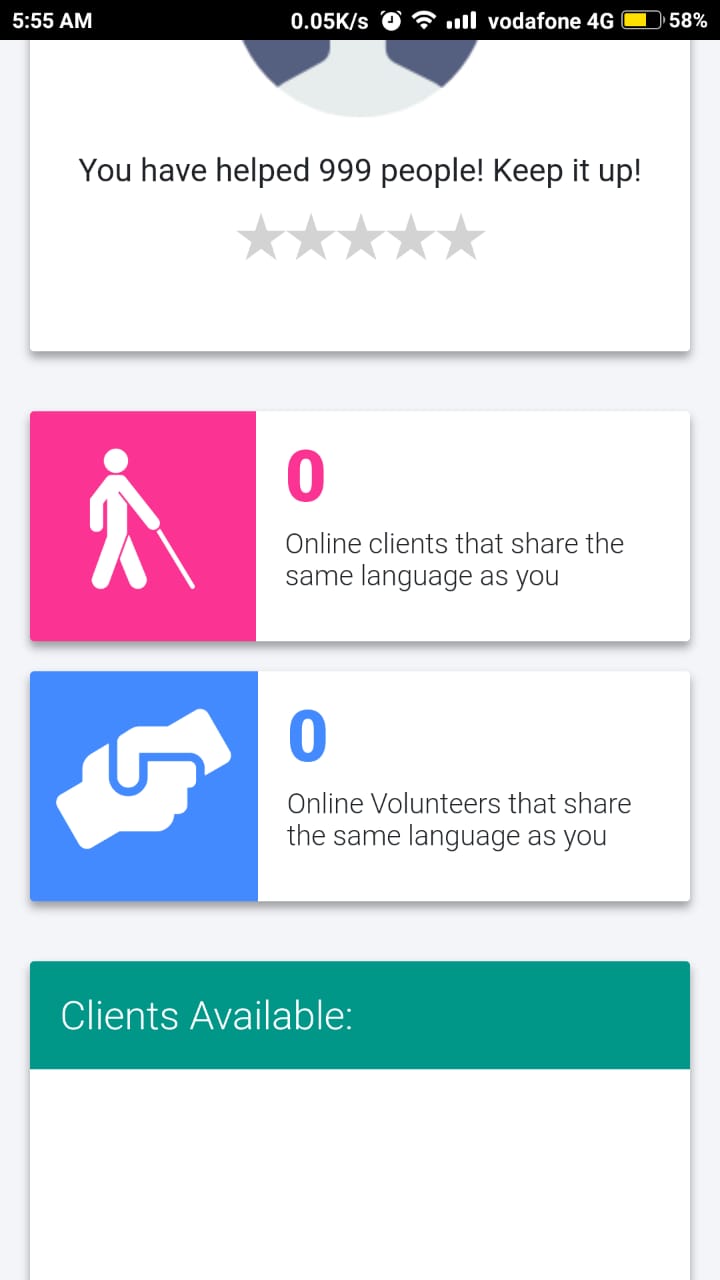 5:55 AM 0.05K/s vodafone 4G 58%
You have helped 999 people! Keep it up!
0
Online clients that share the
same language as you
0
Online Volunteers that share
the same language as you
Clients Available: